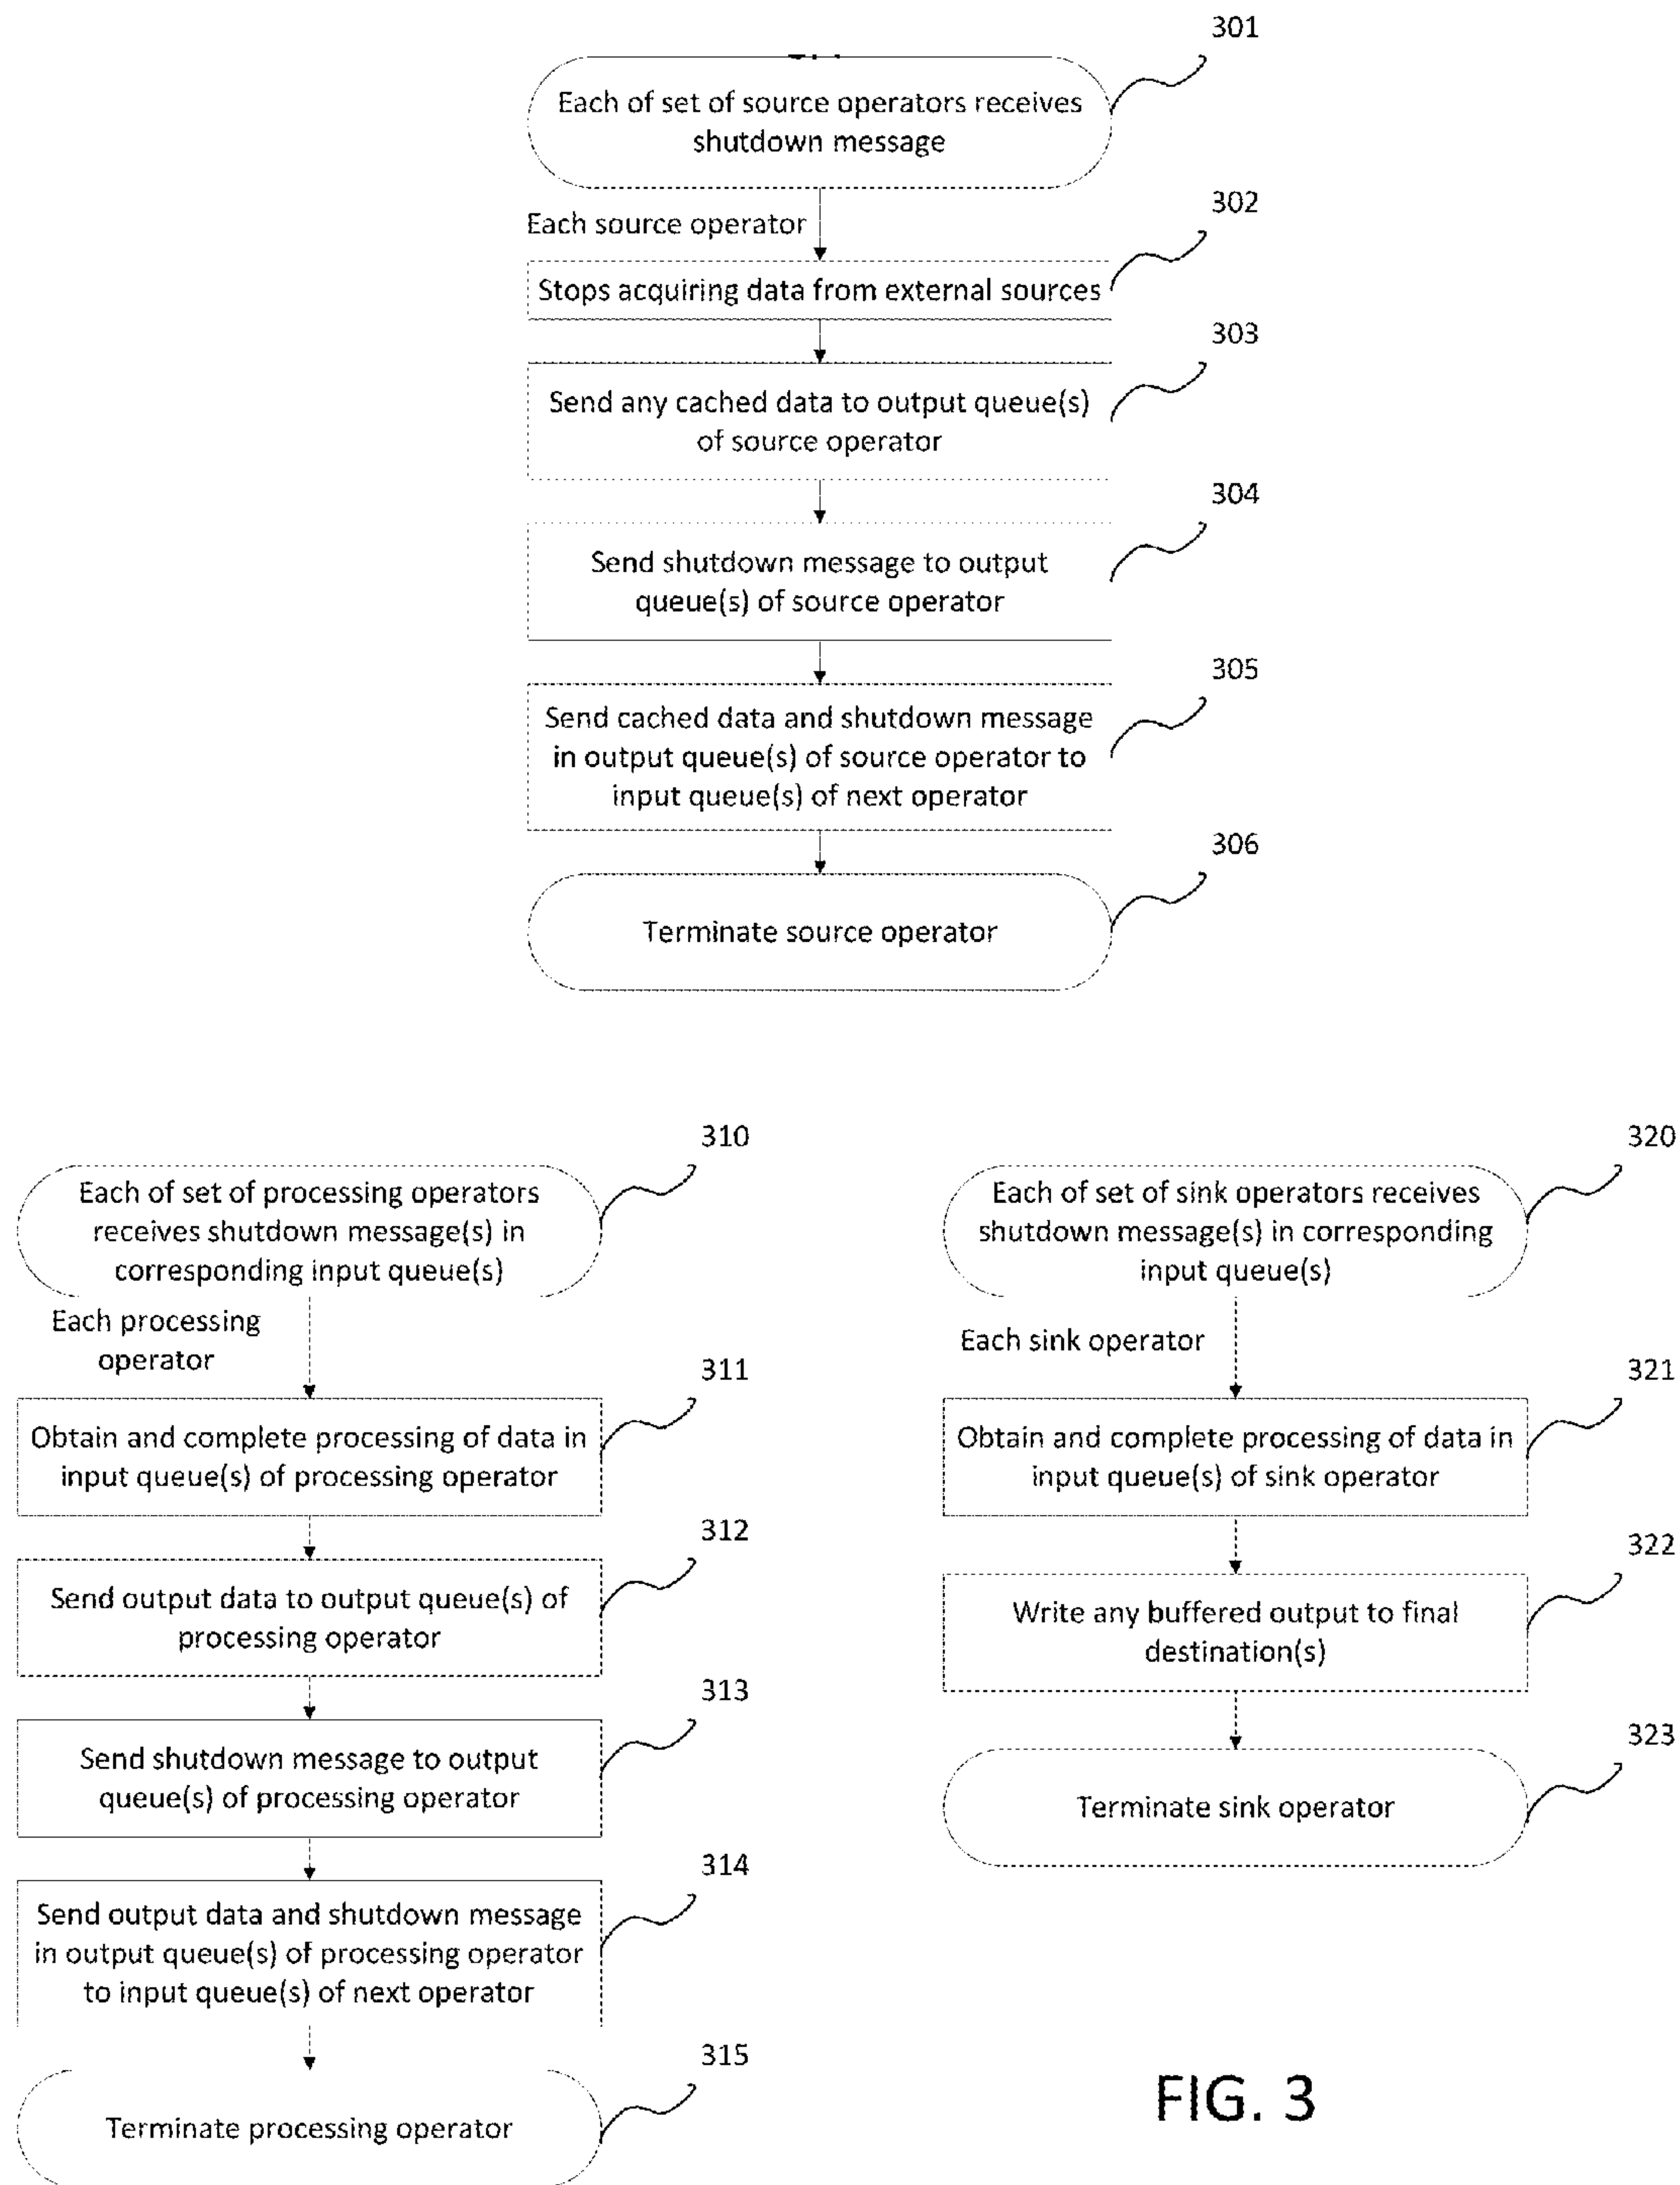 301
Each of set of source operators receives
shutdown message
302
Each source operator
Stops acquiring data from external sources
303
Send any cached data to output queue(s)
of source operator
304
Send shutdown message to output
queue(s) of source operator
305
Send cached data and shutdown message
in output queue(s) of source operator to
input queue(s) of next operator
306
Terminate source operator
310
Each of set of processing operators
receives shutdown message(s) in
corresponding input queue(s)
Each processing
operator
311
Obtain and complete processing of data in
input queue(s) of processing operator
312
Send output data to output queue(s) of
processing operator
313
Send shutdown message to output
queue(s) of processing operator
314
Send output data and shutdown message
in output queue(s) of processing operator
to input queue(s) of next operator
315
Terminate processing operator
320
Each of set of sink operators receives
shutdown message(s) in corresponding
input queue(s)
Each sink operator
321
Obtain and complete processing of data in
input queue(s) of sink operator
322
Write any buffered output to final
destination(s)
323
Terminate sink operator
FIG. 3